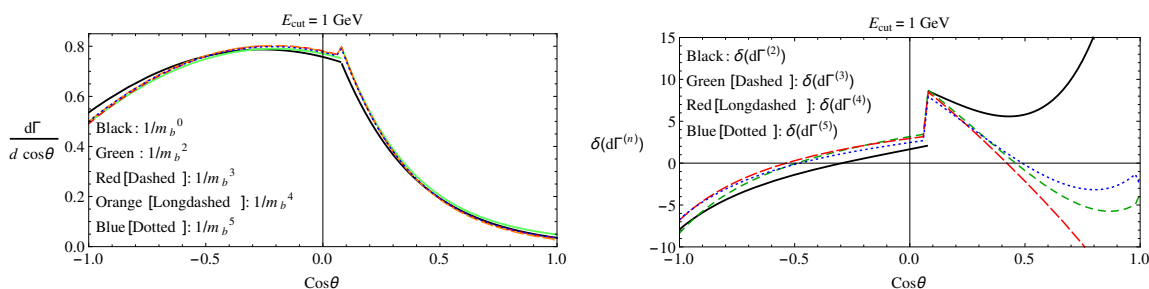 E_cut = 1 GeV
0.8
0.6
0.4
0.2
0.0
dΓ
d cosθ
Black : 1/m_b^0
Green : 1/m_b^2
Red [Dashed ]: 1/m_b^3
Orange [Longdashed ]: 1/m_b^4
Blue [Dotted ]: 1/m_b^5
-1.0 -0.5 0.0 0.5 1.0
Cosθ
E_cut = 1 GeV
15
10
5
0
-5
-10
δ(dΓ^(n))
Black : δ(dΓ^(2))
Green [Dashed ]: δ(dΓ^(3))
Red [Longdashed ]: δ(dΓ^(4))
Blue [Dotted ]: δ(dΓ^(5))
-1.0 -0.5 0.0 0.5 1.0
Cosθ